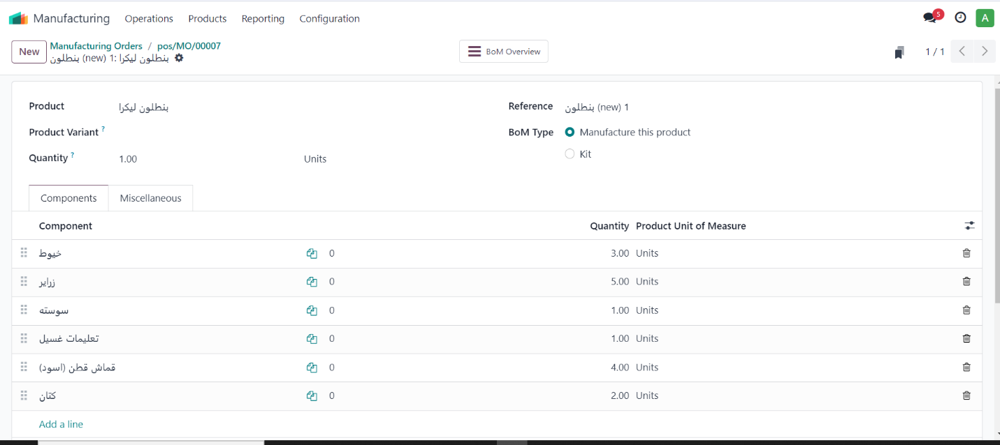 Manufacturing Operations Products Reporting Configuration 5 A
New Manufacturing Orders / pos/MO/00007 BoM Overview 1 / 1
بنطلون (new) 1: بنطلون ليكرا
Product بنطلون ليكرا Reference بنطلون (new) 1
Product Variant ? BoM Type Manufacture this product
Kit
Quantity ? 1.00 Units
Components Miscellaneous
Component Quantity Product Unit of Measure
خيوط 0 3.00 Units
زراير 0 5.00 Units
سوسته 0 1.00 Units
تعليمات غسيل 0 1.00 Units
قماش قطن (اسود) 0 4.00 Units
كتان 0 2.00 Units
Add a line